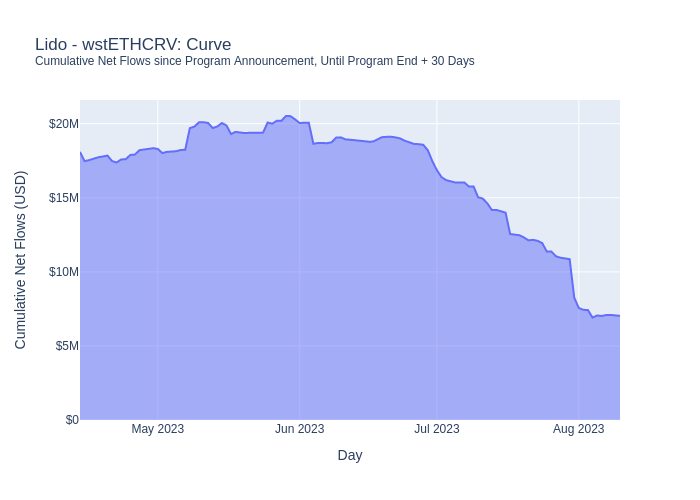 Lido - wstETHCRV: Curve
Cumulative Net Flows since Program Announcement, Until Program End + 30 Days
Cumulative Net Flows (USD)
$20M
$15M
$10M
$5M
$0
May 2023
Jun 2023
Jul 2023
Aug 2023
Day